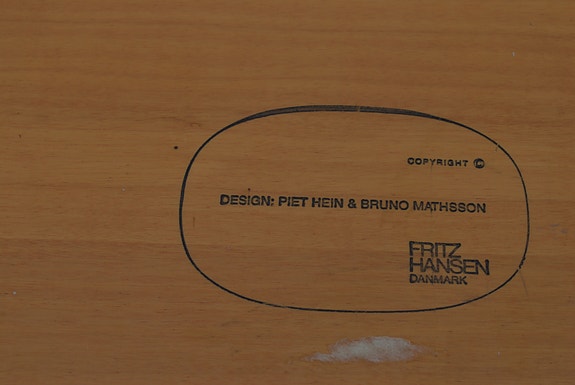 COPYRIGHT ©
DESIGN: PIET HEIN & BRUNO MATHSSON
FRITZ
HANSEN
DANMARK